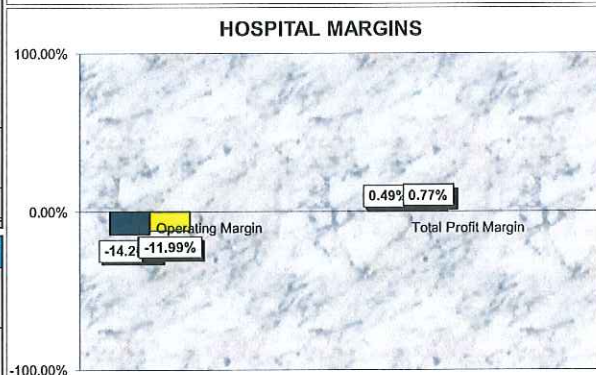 HOSPITAL MARGINS
100.00%
0.49% 0.77%
0.00%
Operating Margin
Total Profit Margin
-11.99%
-100.00%